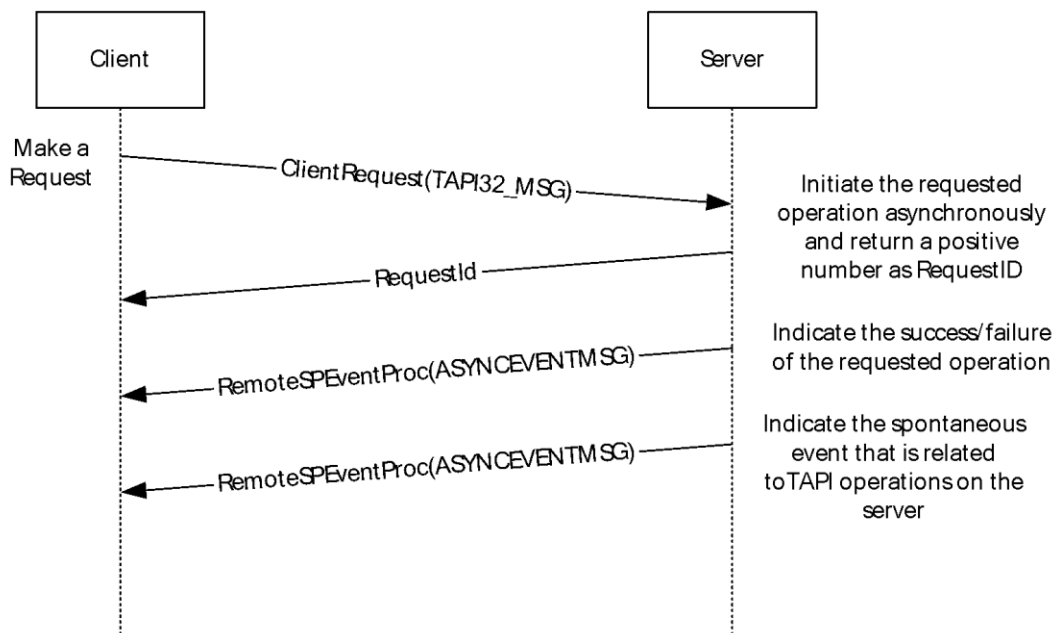 Client
Server
Make a
Request
ClientRequest(TAPI32_MSG)
Initiate the requested
operation asynchronously
and return a positive
number as RequestID
RequestId
Indicate the success/failure
of the requested operation
RemoteSPEventProc(ASYNCEVENTMSG)
Indicate the spontaneous
event that is related
to TAPI operations on the
server
RemoteSPEventProc(ASYNCEVENTMSG)